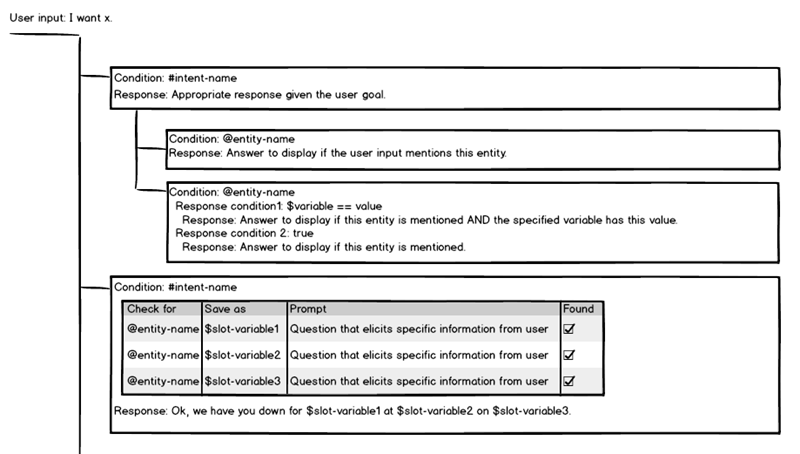 User input: I want x.
Condition: #intent-name
Response: Appropriate response given the user goal.
Condition: @entity-name
Response: Answer to display if the user input mentions this entity.
Condition: @entity-name
Response condition1: $variable == value
Response: Answer to display if this entity is mentioned AND the specified variable has this value.
Response condition 2: true
Response: Answer to display if this entity is mentioned.
Condition: #intent-name
Check for Save as Prompt Found
@entity-name $slot-variable1 Question that elicits specific information from user
@entity-name $slot-variable2 Question that elicits specific information from user
@entity-name $slot-variable3 Question that elicits specific information from user
Response: Ok, we have you down for $slot-variable1 at $slot-variable2 on $slot-variable3.